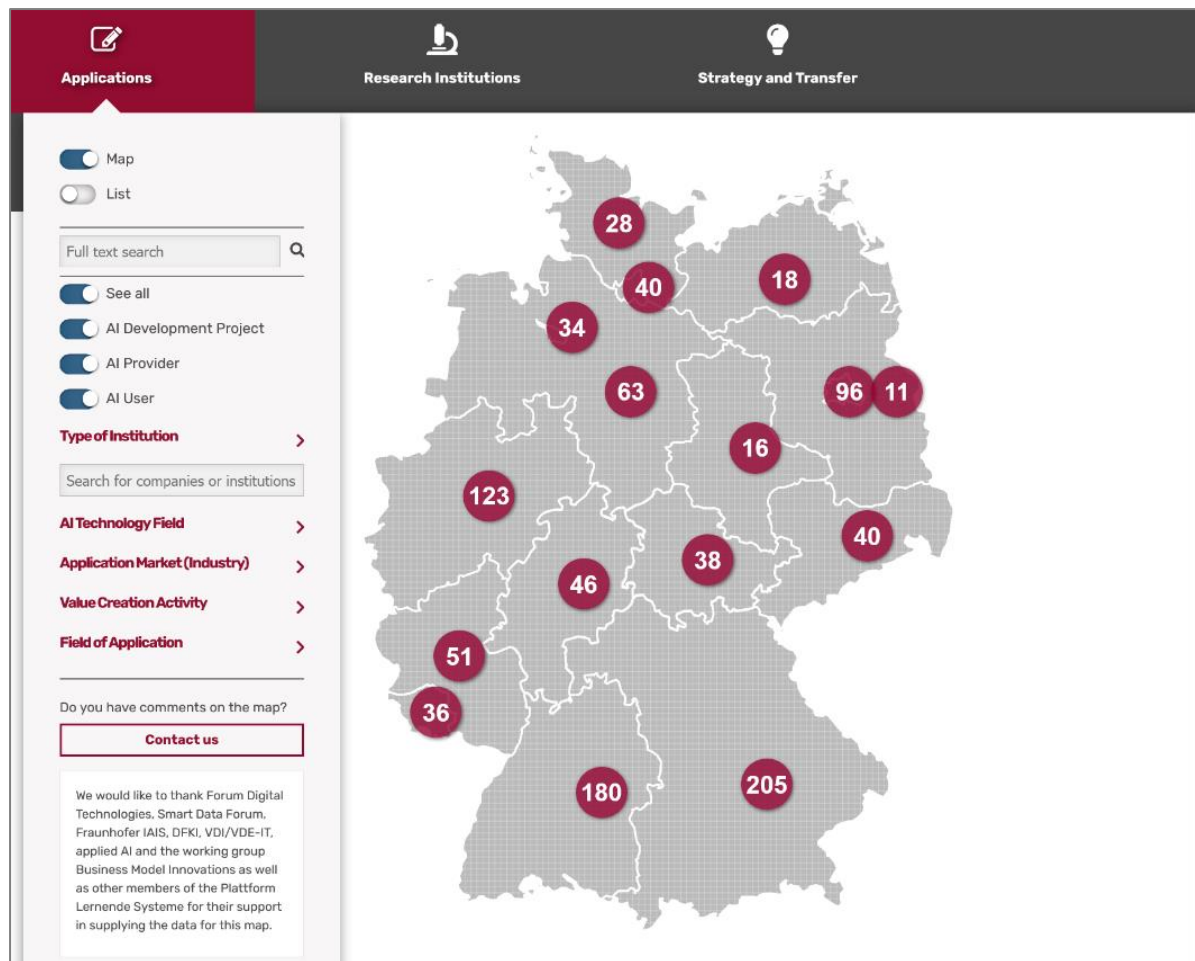 Applications
Research Institutions
Strategy and Transfer
Map
List
Full text search
See all
AI Development Project
AI Provider
AI User
Type of Institution
Search for companies or institutions
AI Technology Field
Application Market (Industry)
Value Creation Activity
Field of Application
Do you have comments on the map?
Contact us
We would like to thank Forum Digital
Technologies, Smart Data Forum,
Fraunhofer IAIS, DFKI, VDI/VDE-IT,
applied AI and the working group
Business Model Innovations as well
as other members of the Plattform
Lernende Systeme for their support
in supplying the data for this map.
28
40
18
34
63
96
11
16
123
40
38
46
51
36
180
205